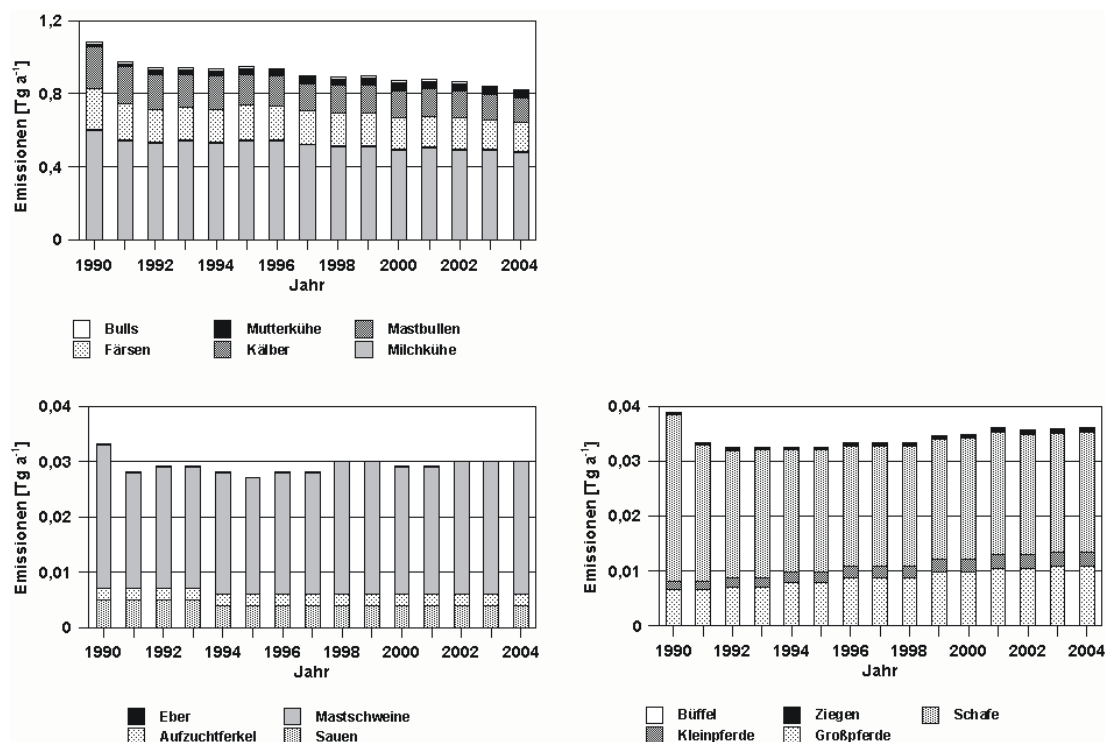 1,2
0,8
0,4
0
Emissionen [Tg a⁻¹]
1990 1992 1994 1996 1998 2000 2002 2004
Jahr
Bulls Mutterkühe Mastbullen
Färsen Kälber Milchkühe
0,04
0,03
0,02
0,01
0
Emissionen [Tg a⁻¹]
1990 1992 1994 1996 1998 2000 2002 2004
Jahr
Eber Mastschweine
Aufzuchtferkel Sauen
0,04
0,03
0,02
0,01
0
Emissionen [Tg a⁻¹]
1990 1992 1994 1996 1998 2000 2002 2004
Jahr
Büffel Ziegen Schafe
Kleinpferde Großpferde